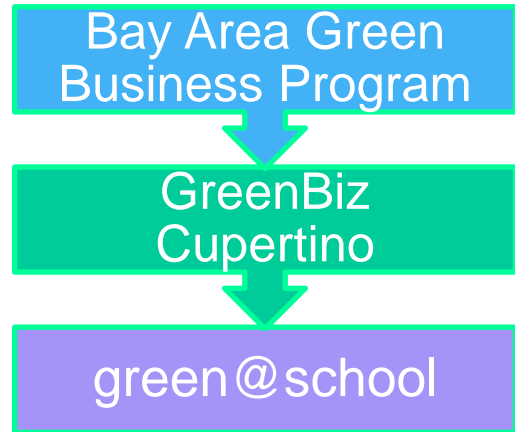 Bay Area Green
Business Program
GreenBiz
Cupertino
green@school